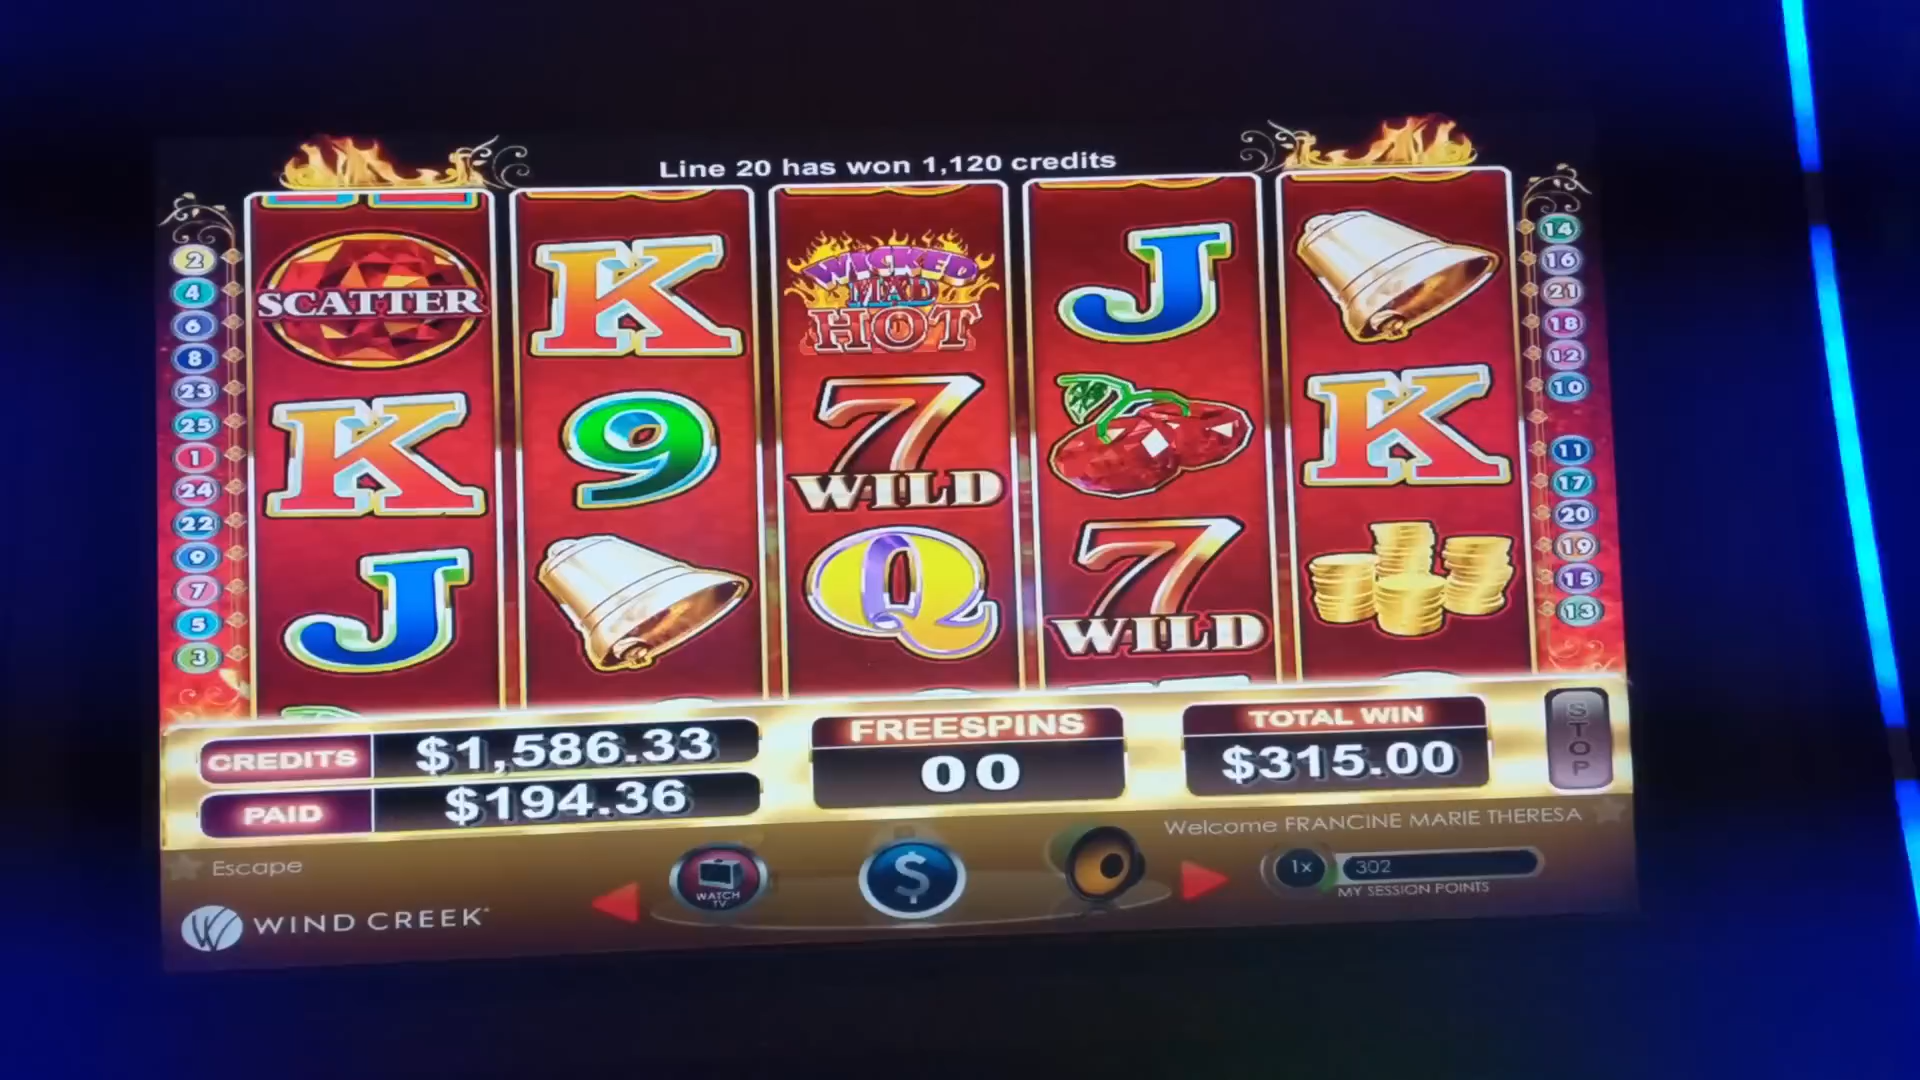 Line 20 has won 1,120 credits
2
4
6
8
23
25
1
24
22
9
7
5
3
SCATTER
K
WICKED
MAD
HOT
J
K
9
7
WILD
K
J
Q
7
WILD
14
16
21
18
12
10
11
17
20
19
15
13
CREDITS $1,586.33
PAID $194.36
FREESPINS
00
TOTAL WIN
$315.00
STOP
Welcome FRANCINE MARIE THERESA
Escape
WIND CREEK
WATCH
TV
$
1x 302
MY SESSION POINTS